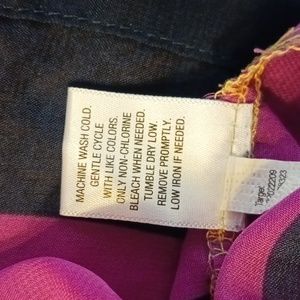 MACHINE WASH COLD.
GENTLE CYCLE
WITH LIKE COLORS.
ONLY NON-CHLORINE
BLEACH WHEN NEEDED.
TUMBLE DRY LOW.
REMOVE PROMPTLY.
LOW IRON IF NEEDED.
Target